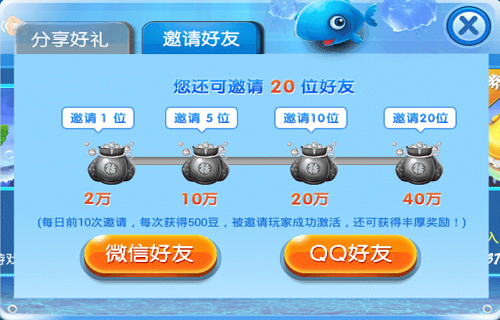 分享好礼
邀请好友
您还可邀请 20 位好友
邀请 1 位
邀请 5 位
邀请10位
邀请20位
2万
10万
20万
40万
(每日前10次邀请，每次获得500豆，被邀请玩家成功激活，还可获得丰厚奖励！)
微信好友
QQ好友